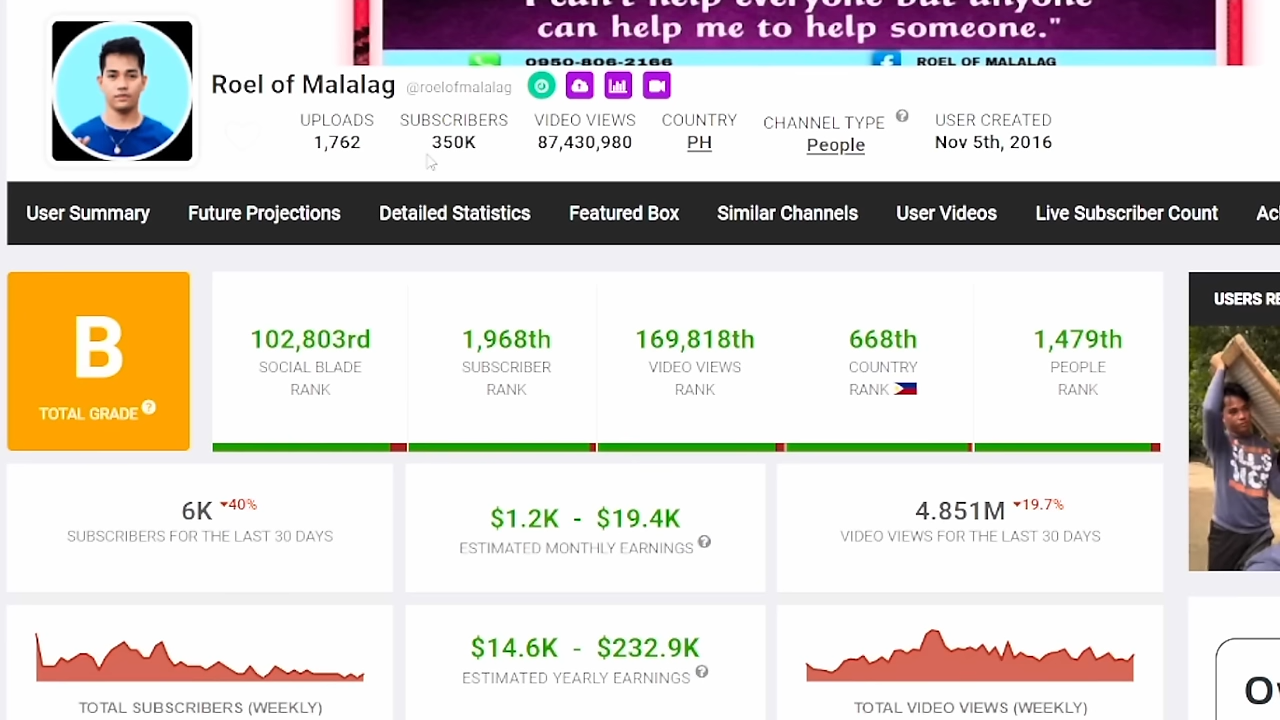 "I can't help everyone but anyone
can help me to help someone."
0950-806-2166 ROEL OF MALALAG
Roel of Malalag @roelofmalalag
UPLOADS SUBSCRIBERS VIDEO VIEWS COUNTRY CHANNEL TYPE ? USER CREATED
1,762 350K 87,430,980 PH People Nov 5th, 2016
User Summary Future Projections Detailed Statistics Featured Box Similar Channels User Videos Live Subscriber Count
B
TOTAL GRADE ?
102,803rd 1,968th 169,818th 668th 1,479th
SOCIAL BLADE SUBSCRIBER VIDEO VIEWS COUNTRY PEOPLE
RANK RANK RANK RANK RANK
USERS
6K 40%
SUBSCRIBERS FOR THE LAST 30 DAYS
$1.2K - $19.4K
ESTIMATED MONTHLY EARNINGS ?
4.851M 19.7%
VIDEO VIEWS FOR THE LAST 30 DAYS
TOTAL SUBSCRIBERS (WEEKLY)
$14.6K - $232.9K
ESTIMATED YEARLY EARNINGS ?
TOTAL VIDEO VIEWS (WEEKLY)